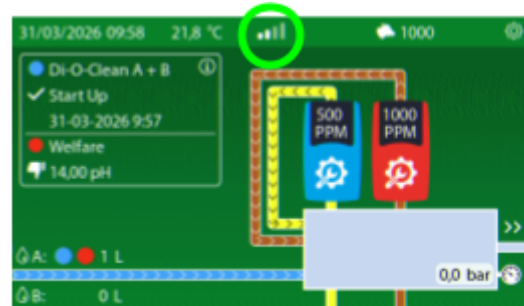 31/03/2026 09:58 21,8 °C 1000
Di-O-Clean A + B
Start Up
31-03-2026 9:57
Welfare
14,00 pH
500 PPM
1000 PPM
A: 1 L
0,0 bar
B: 0 L
>>